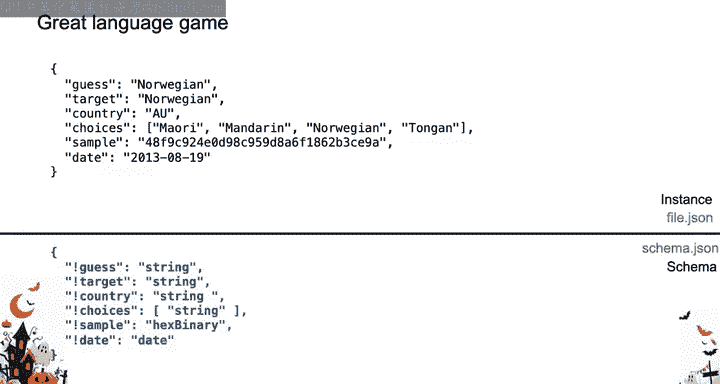 Great language game
{
"guess": "Norwegian",
"target": "Norwegian",
"country": "AU",
"choices": ["Maori", "Mandarin", "Norwegian", "Tongan"],
"sample": "48f9c924e0d98c959d8a6f1862b3ce9a",
"date": "2013-08-19"
}
Instance
file.json
schema.json
Schema
{
"!guess": "string",
"!target": "string",
"!country": "string ",
"!choices": [ "string" ],
"!sample": "hexBinary",
"!date": "date"
}